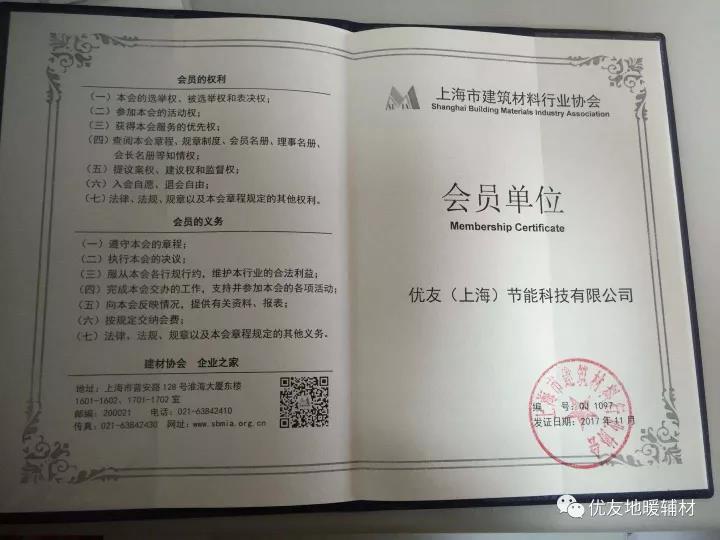 会员的权利
（一）本会的选举权、被选举权和表决权；
（二）参加本会的活动权；
（三）获得本会服务的优先权；
（四）查阅本会章程、规章制度、会员名册、理事名册、
会长名册等知情权；
（五）提议案权、建议权和监督权；
（六）入会自愿、退会自由；
（七）法律、法规、规章以及本会章程规定的其他权利。
会员的义务
（一）遵守本会的章程；
（二）执行本会的决议；
（三）服从本会各行规行约，维护本行业的合法利益；
（四）完成本会交办的工作，支持并参加本会的各项活动；
（五）向本会反映情况，提供有关资料、报表；
（六）按规定交纳会费；
（七）法律、法规、规章以及本会章程规定的其他义务。
建材协会 企业之家
地址：上海市普安路128号淮海大厦东楼
1601-1602、1701-1702室
邮编：200021 电话：021-63842410
传真：021-63842430 网址：www.sbmia.org.cn
上海市建筑材料行业协会
Shanghai Building Materials Industry Association
会员单位
Membership Certificate
优友（上海）节能科技有限公司
上海市建筑材料行业协会
编 号：QU 1097
发证日期：2017年11月
优友地暖辅材